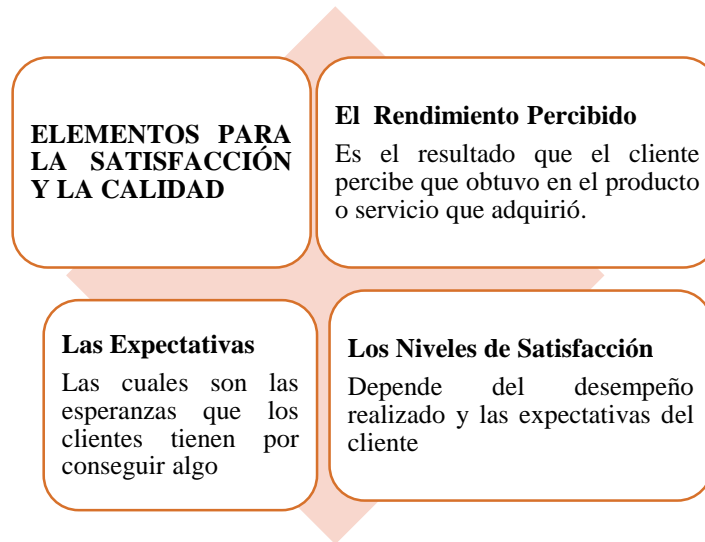 ELEMENTOS PARA
LA SATISFACCIÓN
Y LA CALIDAD
El Rendimiento Percibido
Es el resultado que el cliente
percibe que obtuvo en el producto
o servicio que adquirió.
Las Expectativas
Las cuales son las
esperanzas que los
clientes tienen por
conseguir algo
Los Niveles de Satisfacción
Depende del desempeño
realizado y las expectativas del
cliente